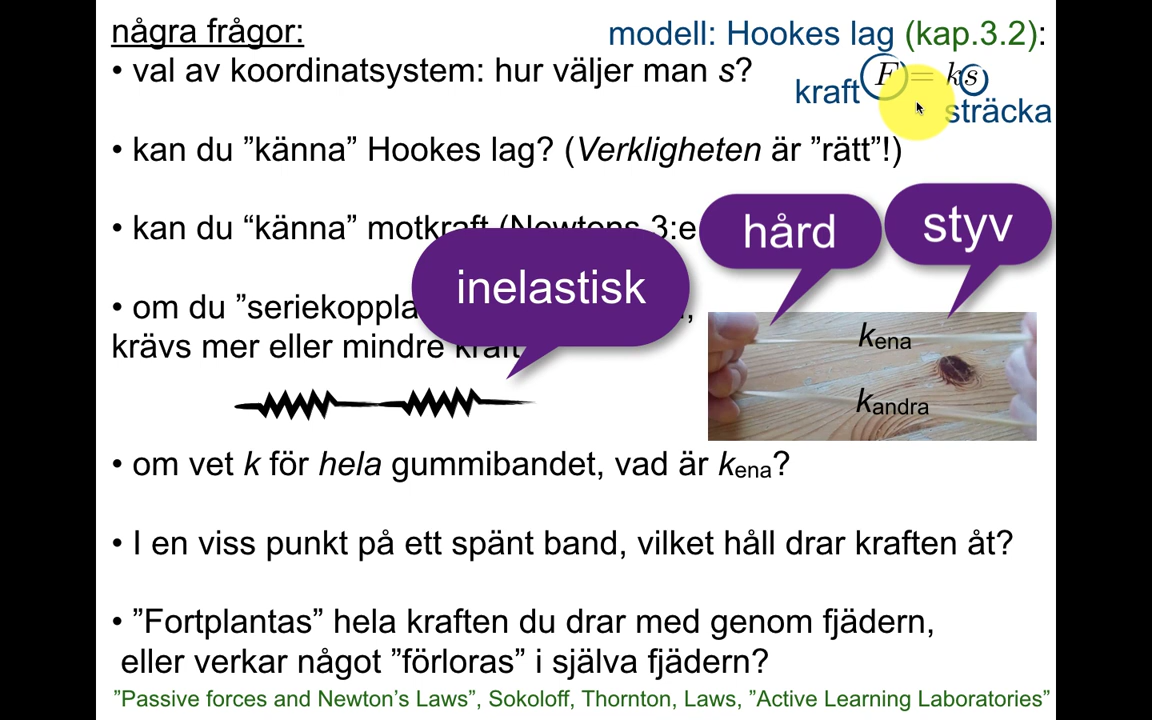 några frågor:
modell: Hookes lag (kap.3.2):
• val av koordinatsystem: hur väljer man s?
F = ks
kraft
sträcka
• kan du ”känna” Hookes lag? (Verkligheten är ”rätt”!)
• kan du “känna” motkraft (Newtons 3:e
hård
styv
inelastisk
• om du ”seriekoppla
krävs mer eller mindre kraft
kena
kandra
• om vet k för hela gummibandet, vad är kena?
• I en viss punkt på ett spänt band, vilket håll drar kraften åt?
• ”Fortplantas” hela kraften du drar med genom fjädern,
eller verkar något ”förloras” i själva fjädern?
”Passive forces and Newton’s Laws”, Sokoloff, Thornton, Laws, ”Active Learning Laboratories”